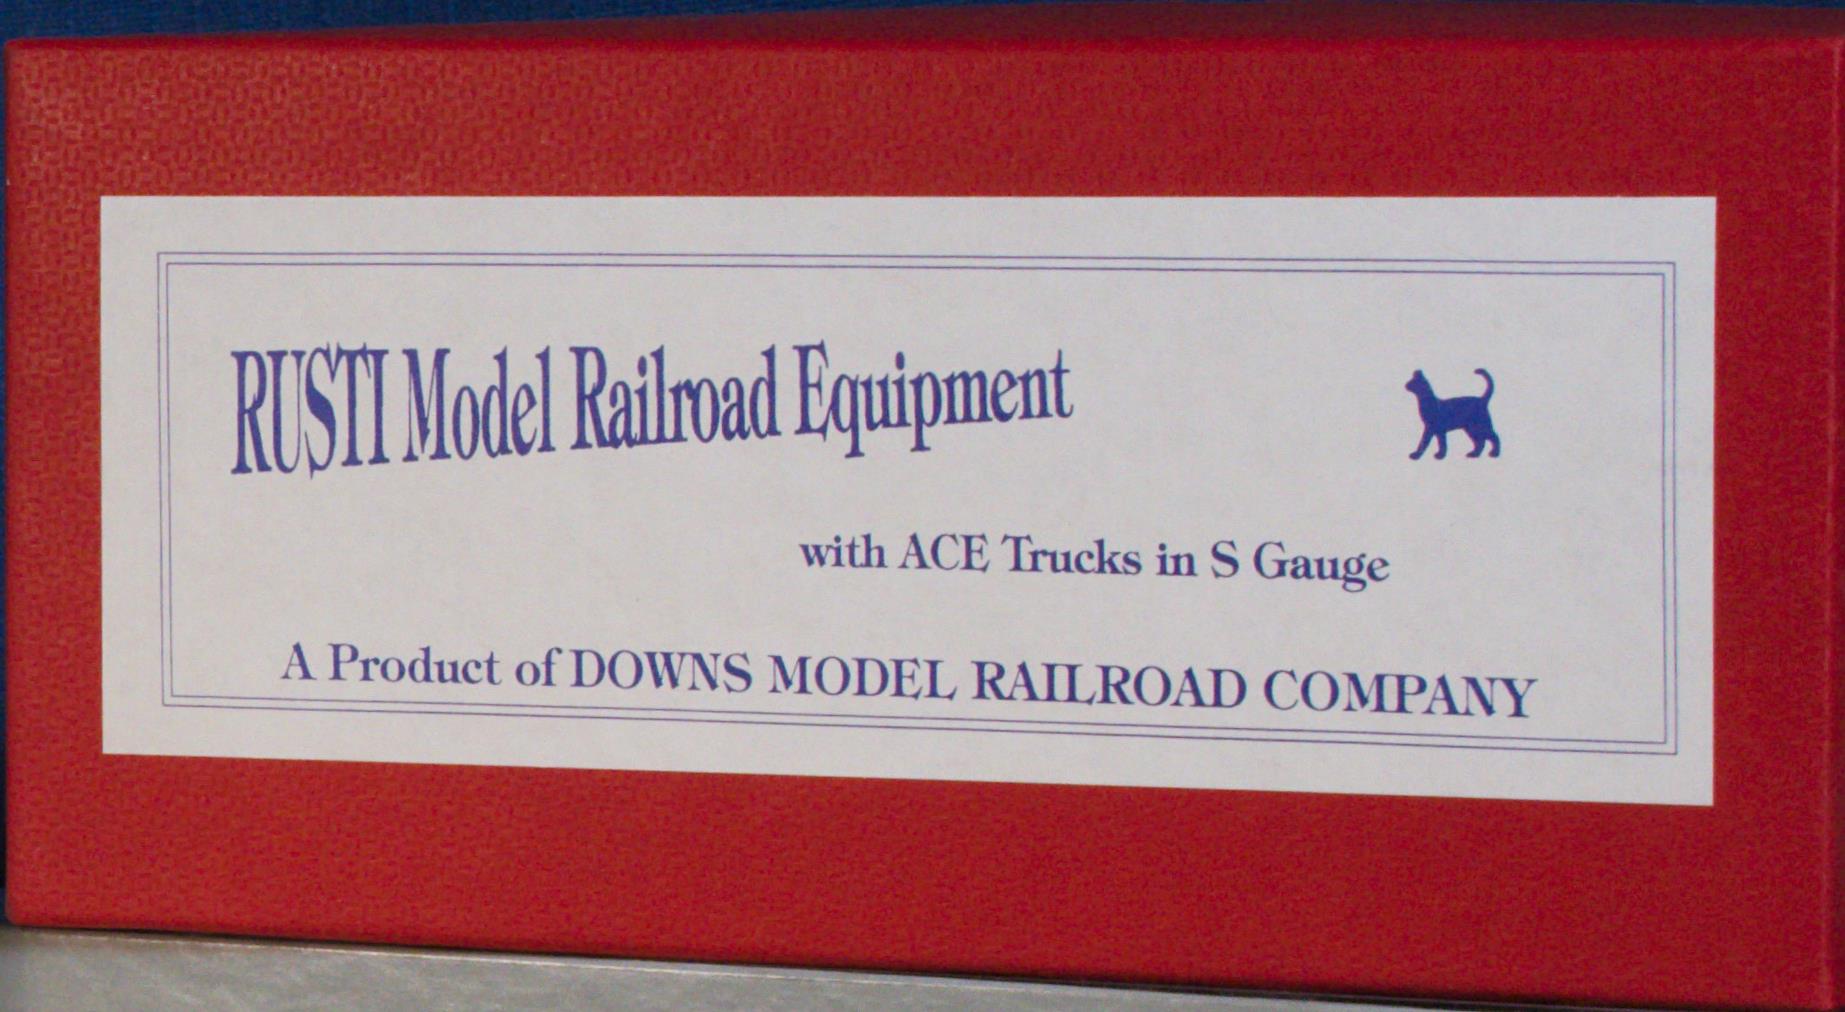 RUSTI Model Railroad Equipment
with ACE Trucks in S Gauge
A Product of DOWNS MODEL RAILROAD COMPANY